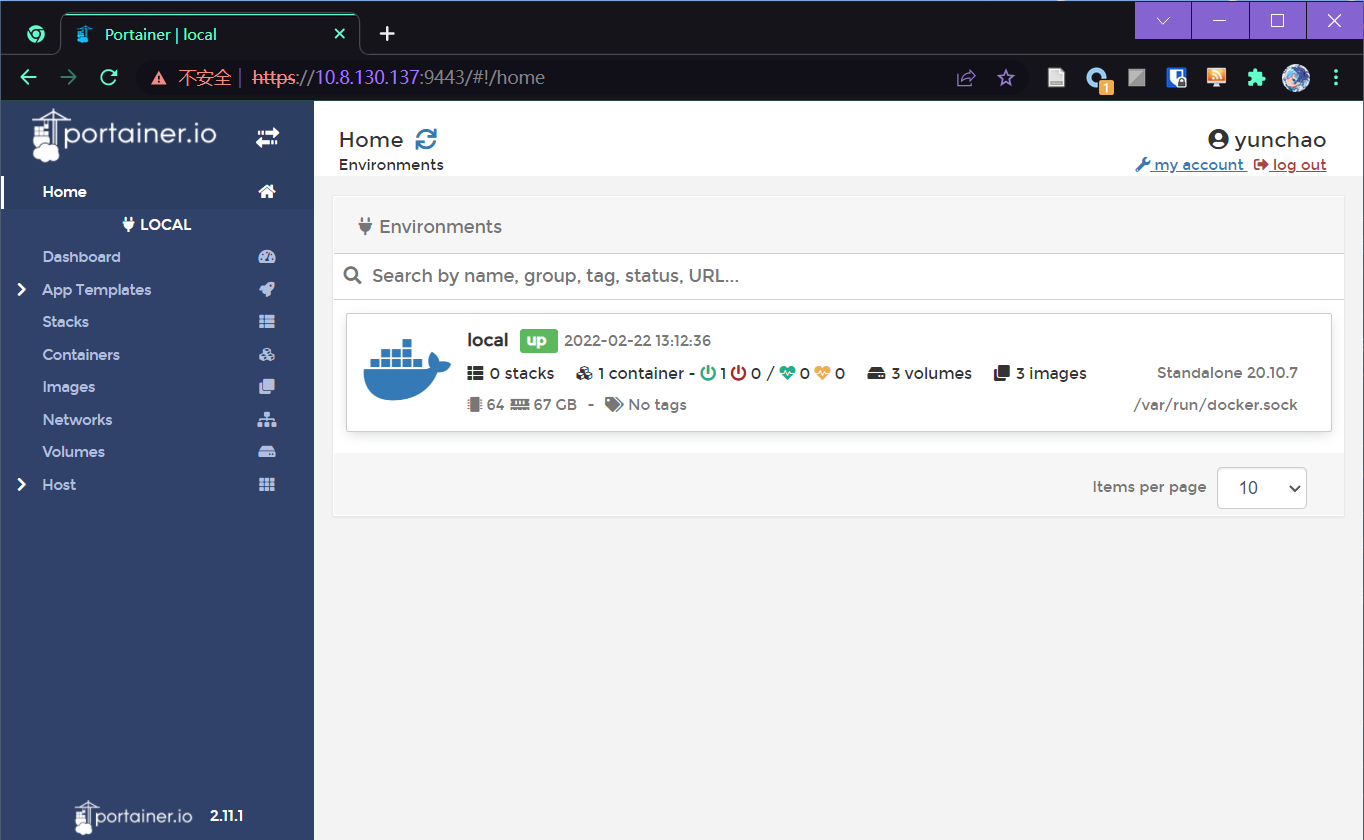 Portainer | local
不安全 | https://10.8.130.137:9443/#!/home
1
portainer.io
Home
yunchao
Environments
my account log out
Home
LOCAL
Dashboard
App Templates
Stacks
Containers
Images
Networks
Volumes
Host
Environments
Search by name, group, tag, status, URL...
local up 2022-02-22 13:12:36
0 stacks 1 container - 1 0 / 0 0 3 volumes 3 images Standalone 20.10.7
64 67 GB - No tags /var/run/docker.sock
Items per page 10
portainer.io 2.11.1